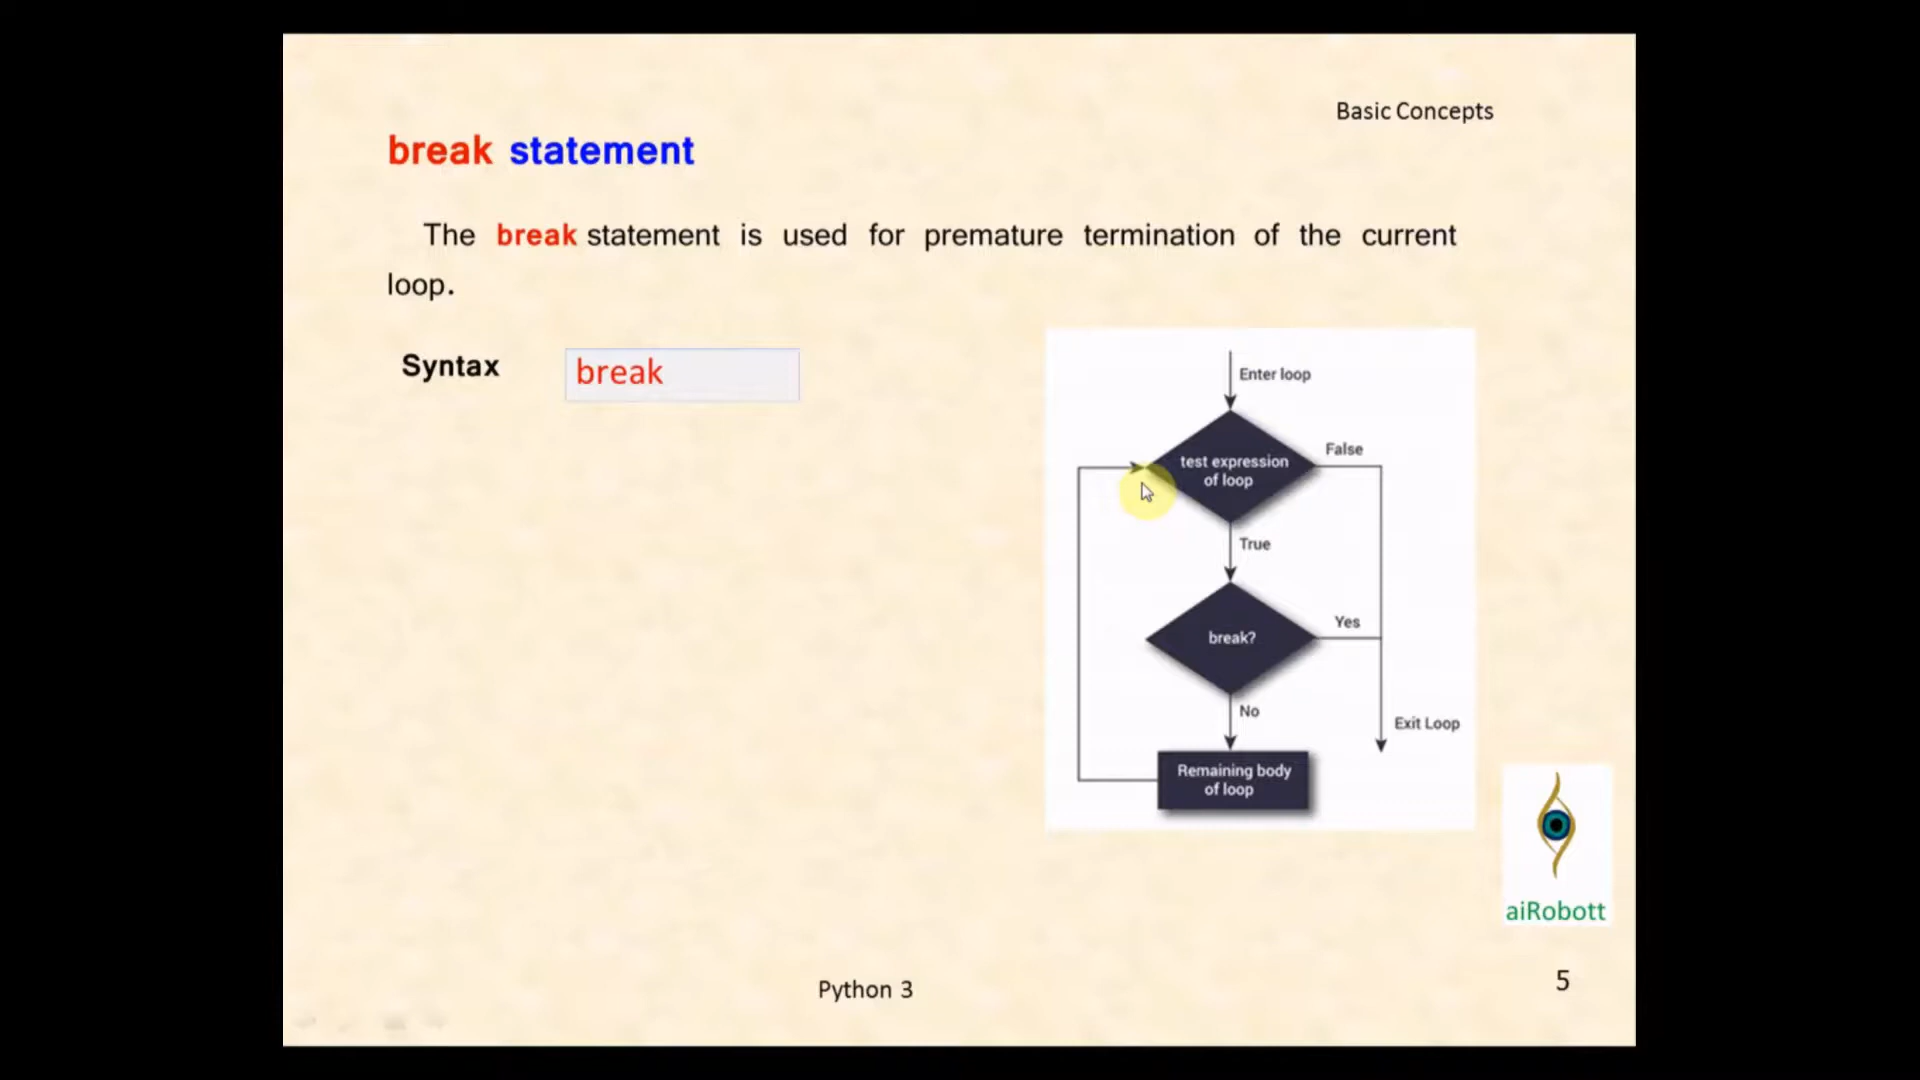 Basic Concepts
break statement
The break statement is used for premature termination of the current
loop.
Syntax
break
Enter loop
test expression
of loop
False
True
break?
Yes
No
Exit Loop
Remaining body
of loop
aiRobott
Python 3
5